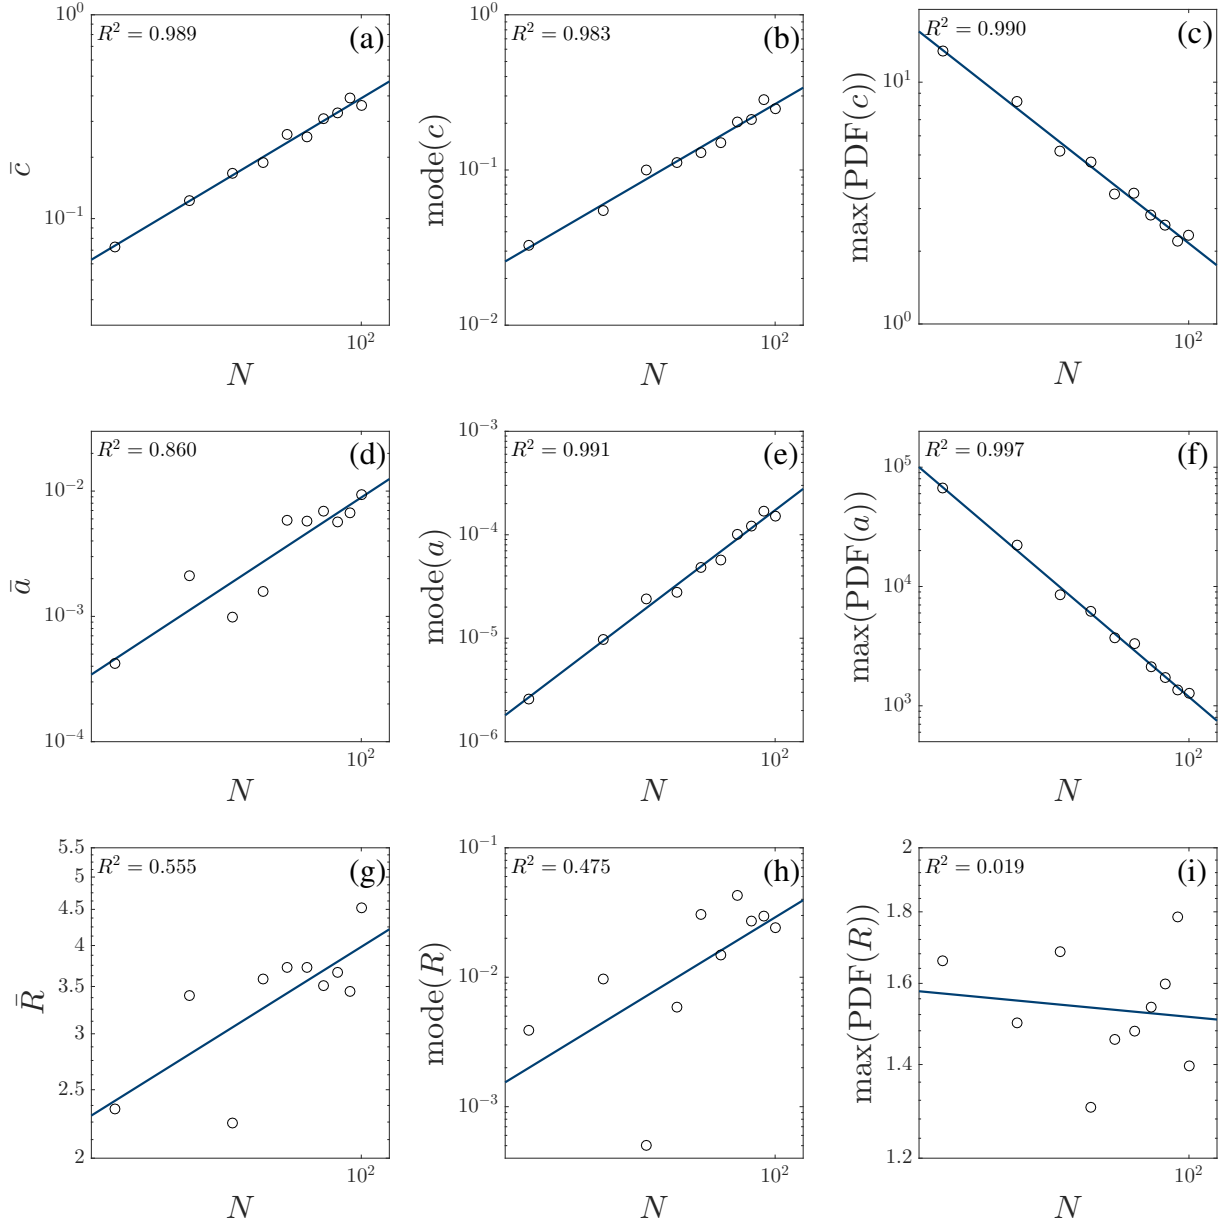 10⁰
R² = 0.989
(a)
10⁻¹
c̄
10²
N
10⁰
R² = 0.983
(b)
10⁻¹
mode(c)
10⁻²
10²
N
R² = 0.990
(c)
10¹
max(PDF(c))
10⁰
10²
N
R² = 0.860
(d)
10⁻²
10⁻³
ā
10⁻⁴
10²
N
10⁻³
R² = 0.991
(e)
10⁻⁴
mode(a)
10⁻⁵
10⁻⁶
10²
N
R² = 0.997
(f)
10⁵
10⁴
max(PDF(a))
10³
10²
N
5.5
R² = 0.555
(g)
5
4.5
4
3.5
R̄
3
2.5
2
10²
N
10⁻¹
R² = 0.475
(h)
10⁻²
mode(R)
10⁻³
10²
N
2
R² = 0.019
(i)
1.8
1.6
max(PDF(R))
1.4
1.2
10²
N